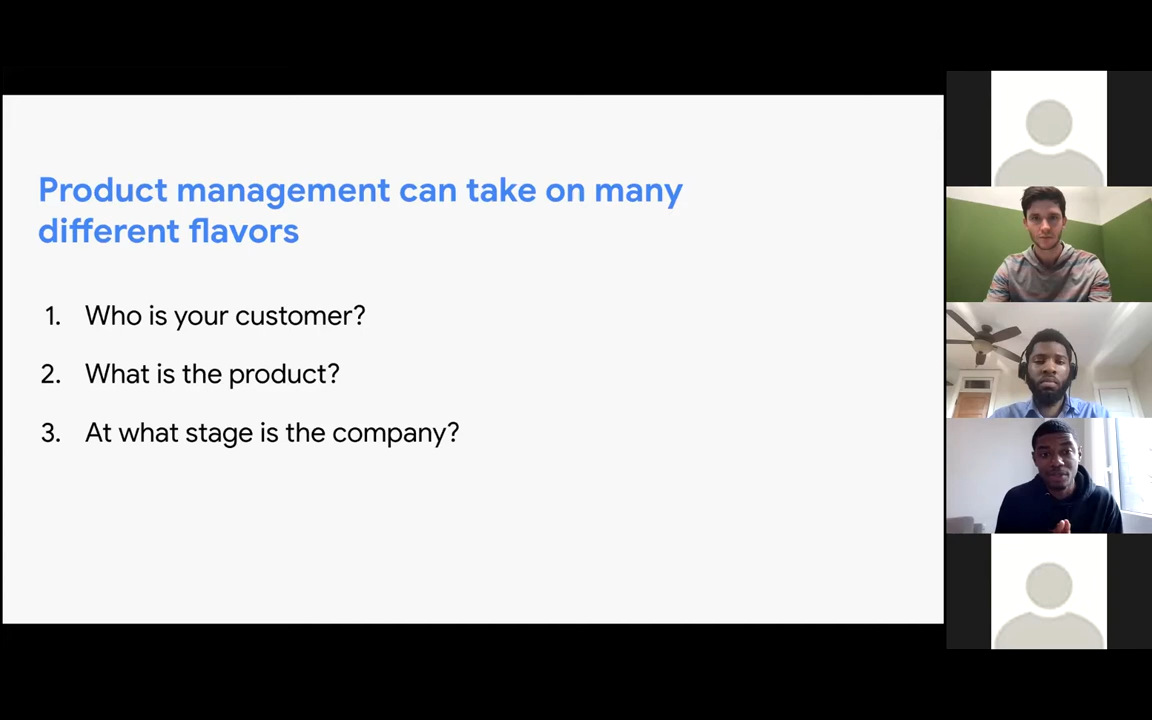 Product management can take on many
different flavors
1. Who is your customer?
2. What is the product?
3. At what stage is the company?